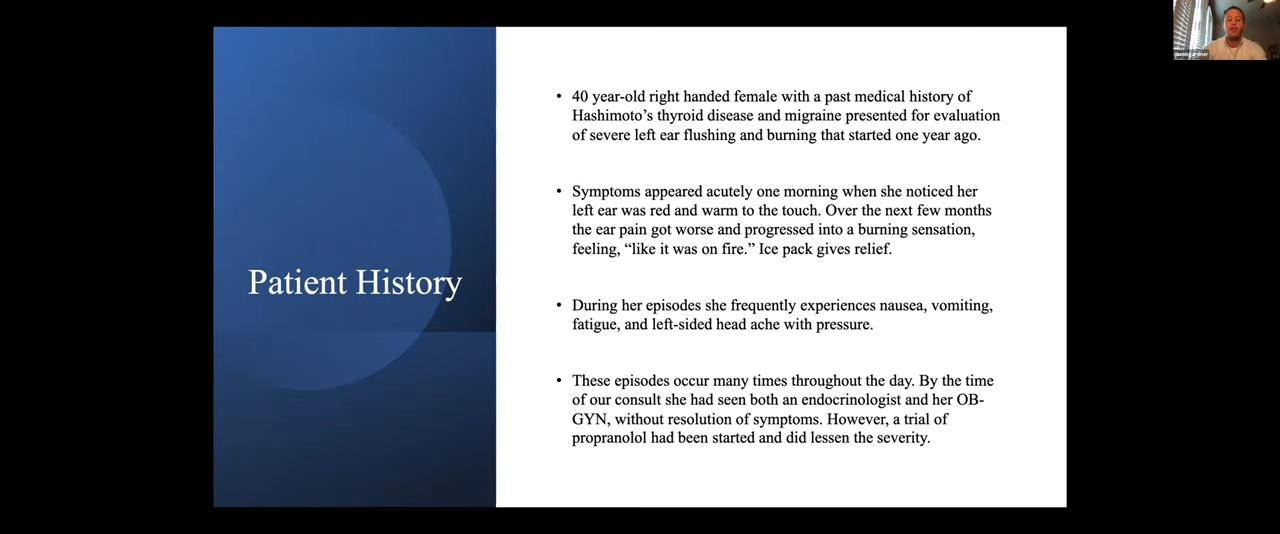 Patient History
• 40 year-old right handed female with a past medical history of
Hashimoto's thyroid disease and migraine presented for evaluation
of severe left ear flushing and burning that started one year ago.
• Symptoms appeared acutely one morning when she noticed her
left ear was red and warm to the touch. Over the next few months
the ear pain got worse and progressed into a burning sensation,
feeling, “like it was on fire.” Ice pack gives relief.
• During her episodes she frequently experiences nausea, vomiting,
fatigue, and left-sided head ache with pressure.
• These episodes occur many times throughout the day. By the time
of our consult she had seen both an endocrinologist and her OB-
GYN, without resolution of symptoms. However, a trial of
propranolol had been started and did lessen the severity.